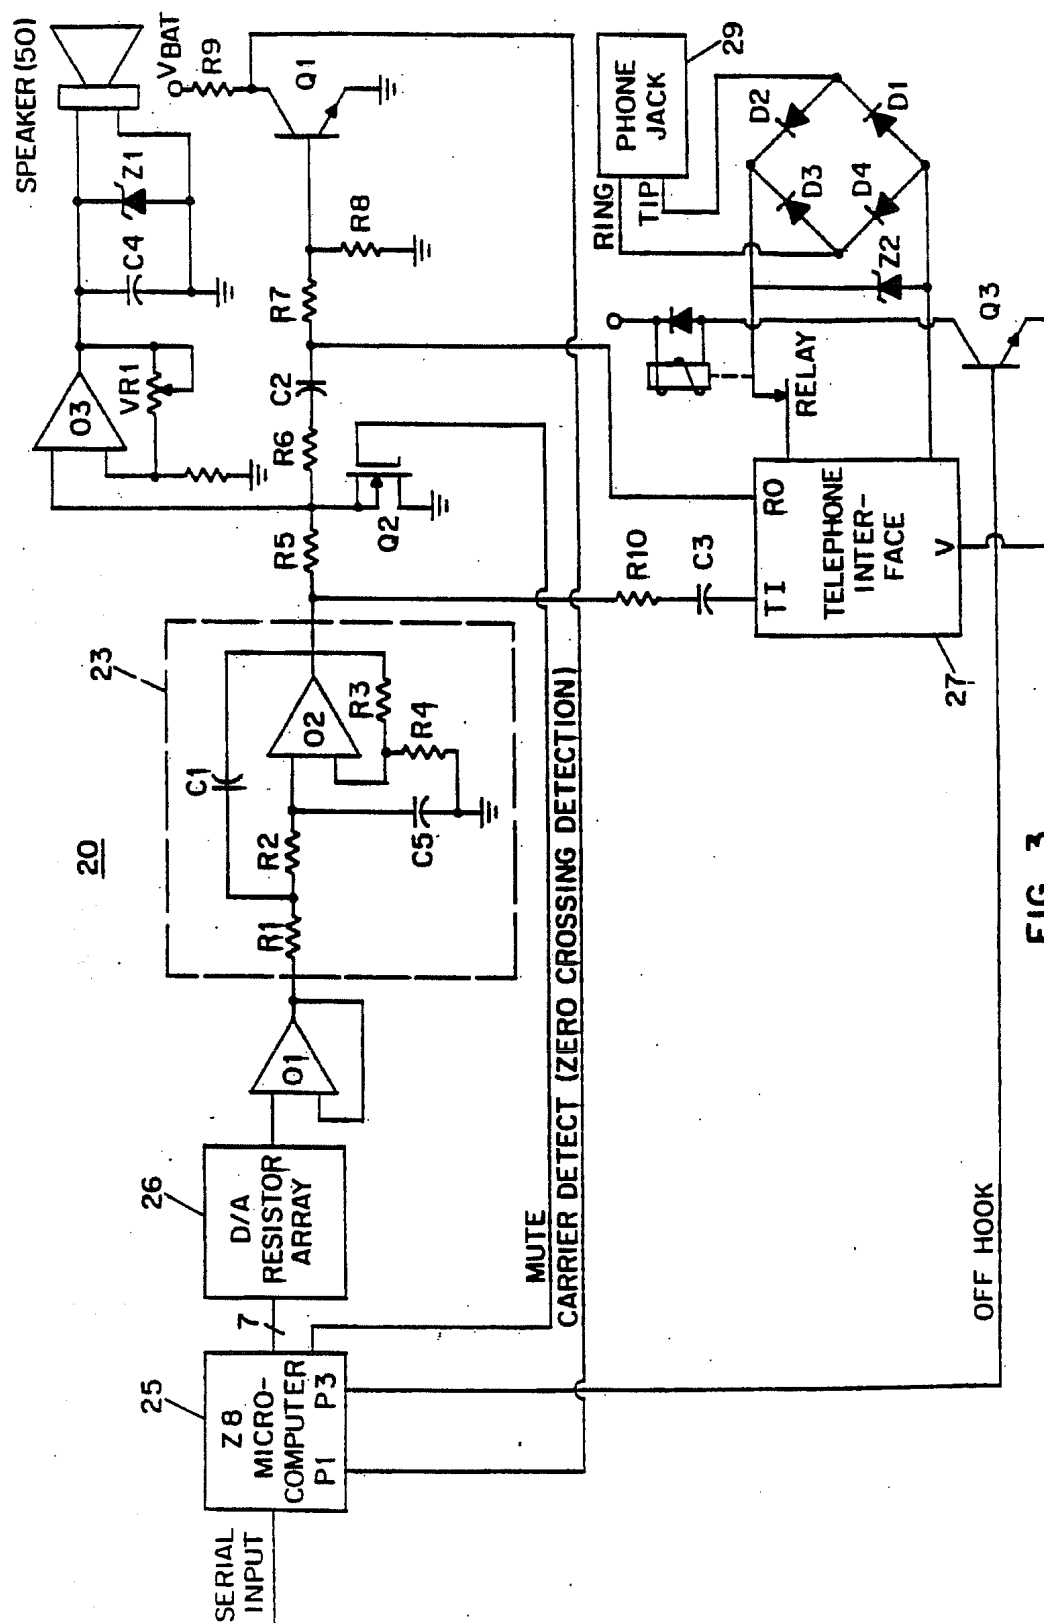 SERIAL
INPUT
25
Z8
MICRO-
COMPUTER
P1 P3
7
26
D/A
RESISTOR
ARRAY
O1
20
23
R1
R2
C1
O2
R3
R4
C5
R5
R6
C2
R7
R8
Q2
Q1
R9
VBAT
O3
VR1
C4
Z1
SPEAKER (50)
MUTE
CARRIER DETECT (ZERO CROSSING DETECTION)
R10
C3
TI RO
TELEPHONE
INTER-
FACE
V
27
RELAY
Q3
Z2
D3
D4
D2
D1
RING
TIP
PHONE
JACK
29
OFF HOOK
FIG. 3